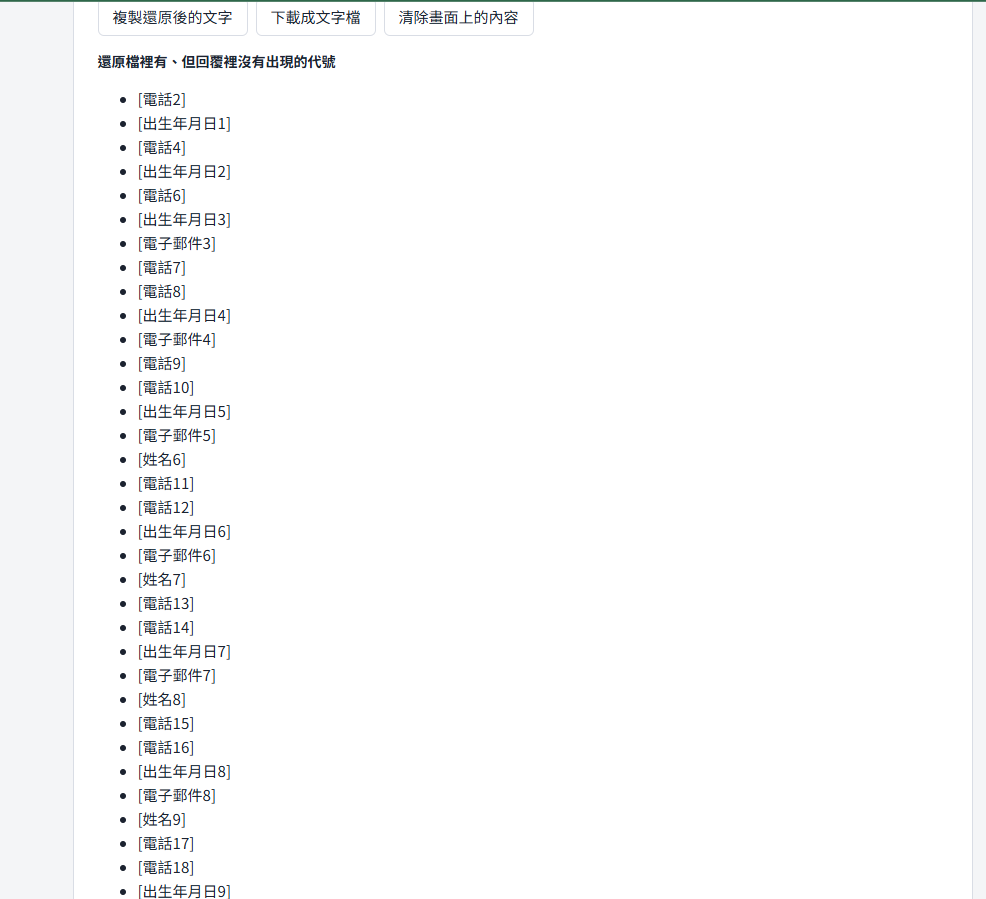 複製還原後的文字 下載成文字檔 清除畫面上的內容
還原檔裡有、但回覆裡沒有出現的代號
[電話2]
[出生年月日1]
[電話4]
[出生年月日2]
[電話6]
[出生年月日3]
[電子郵件3]
[電話7]
[電話8]
[出生年月日4]
[電子郵件4]
[電話9]
[電話10]
[出生年月日5]
[電子郵件5]
[姓名6]
[電話11]
[電話12]
[出生年月日6]
[電子郵件6]
[姓名7]
[電話13]
[電話14]
[出生年月日7]
[電子郵件7]
[姓名8]
[電話15]
[電話16]
[出生年月日8]
[電子郵件8]
[姓名9]
[電話17]
[電話18]
[出生年月日9]